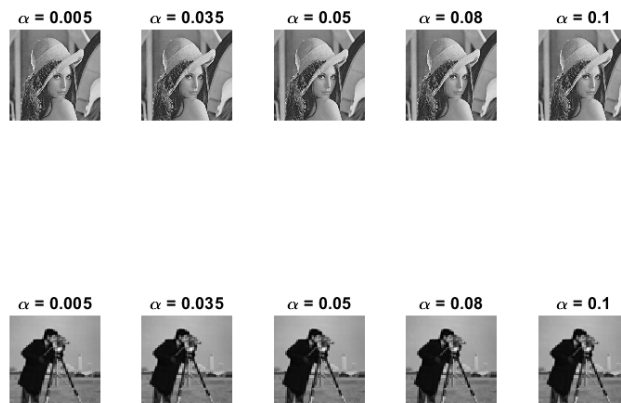 α = 0.005 α = 0.035 α = 0.05 α = 0.08 α = 0.1
α = 0.005 α = 0.035 α = 0.05 α = 0.08 α = 0.1